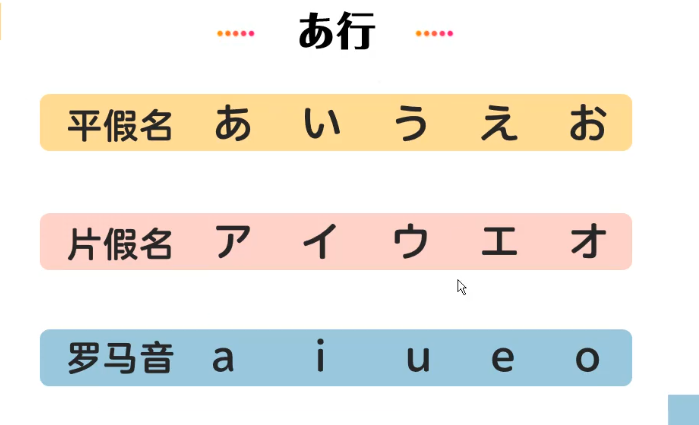 あ行
平假名 あ い う え お
片假名 ア イ ウ エ オ
罗马音 a i u e o